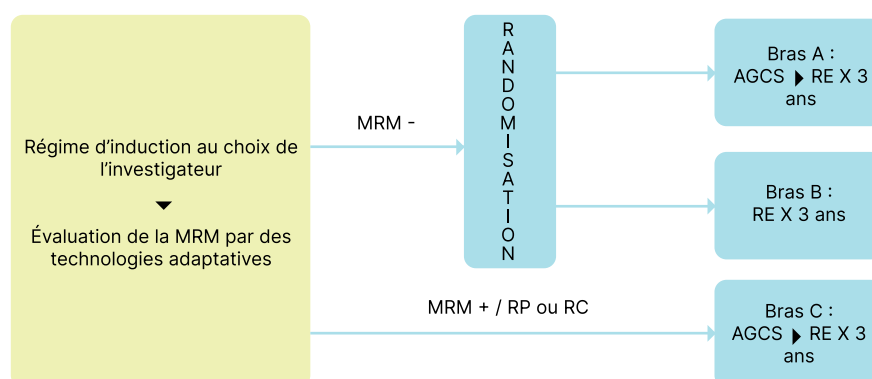 Régime d'induction au choix de
l'investigateur
Évaluation de la MRM par des
technologies adaptatives
MRM -
RANDOMISATION
Bras A :
AGCS ▶ RE X 3
ans
Bras B :
RE X 3 ans
MRM + / RP ou RC
Bras C :
AGCS ▶ RE X 3
ans